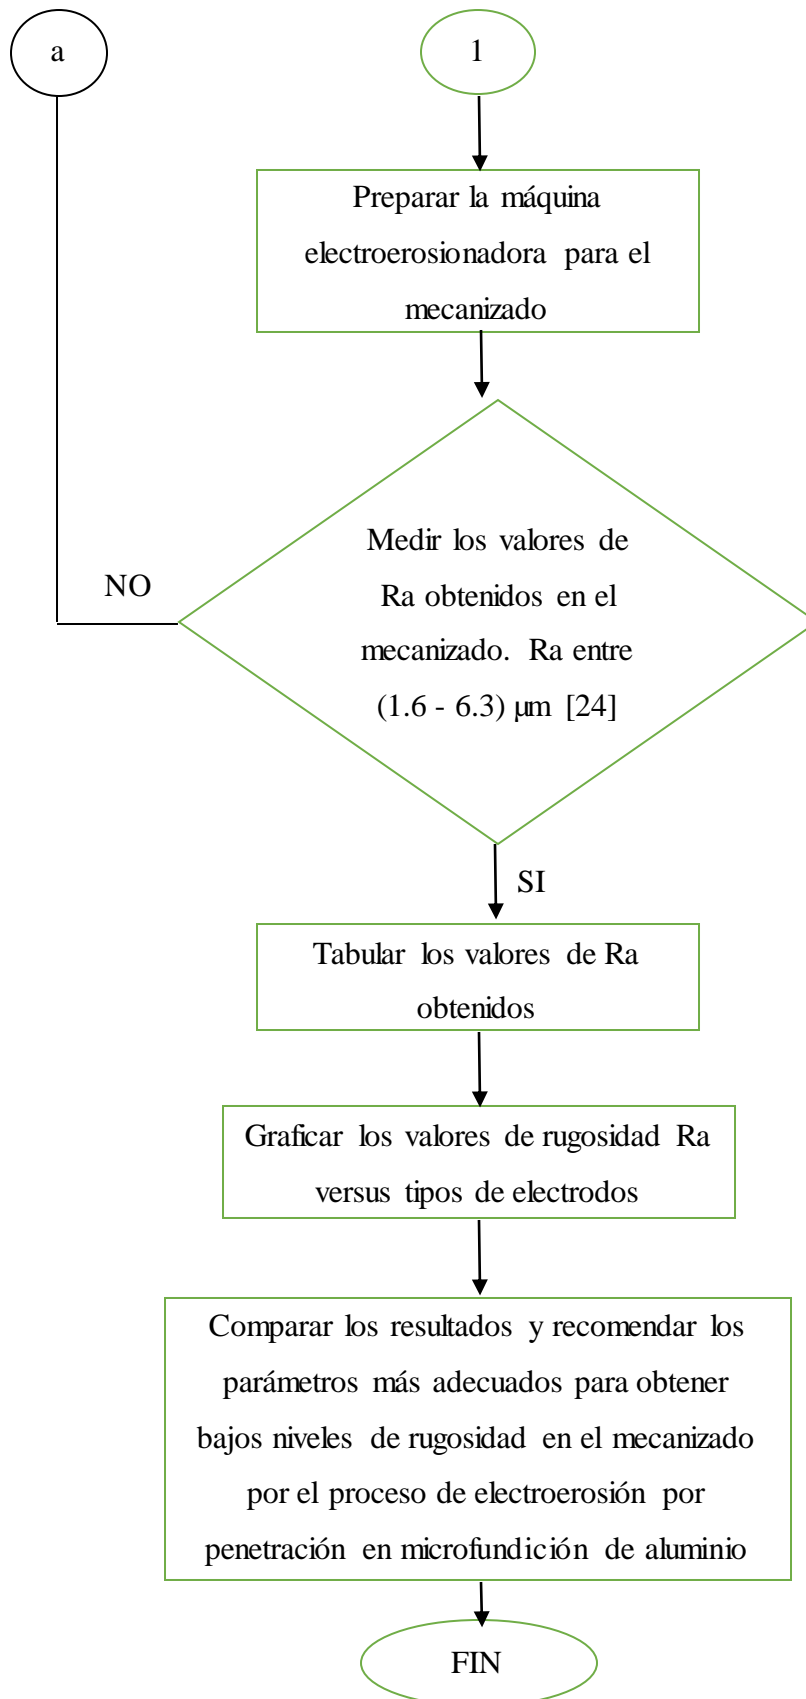 a
1
Preparar la máquina
electroerosionadora para el
mecanizado
Medir los valores de
Ra obtenidos en el
mecanizado. Ra entre
(1.6 - 6.3) µm [24]
NO
SI
Tabular los valores de Ra
obtenidos
Graficar los valores de rugosidad Ra
versus tipos de electrodos
Comparar los resultados y recomendar los
parámetros más adecuados para obtener
bajos niveles de rugosidad en el mecanizado
por el proceso de electroerosión por
penetración en microfundición de aluminio
FIN